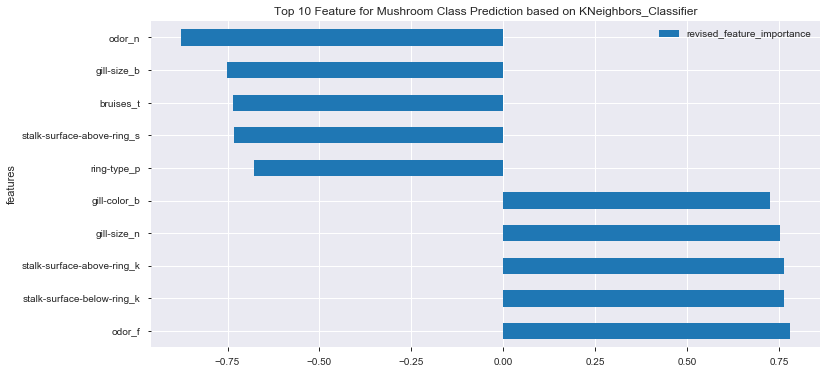 Top 10 Feature for Mushroom Class Prediction based on KNeighbors_Classifier
revised_feature_importance
features
odor_n
gill-size_b
bruises_t
stalk-surface-above-ring_s
ring-type_p
gill-color_b
gill-size_n
stalk-surface-above-ring_k
stalk-surface-below-ring_k
odor_f
−0.75 −0.50 −0.25 0.00 0.25 0.50 0.75